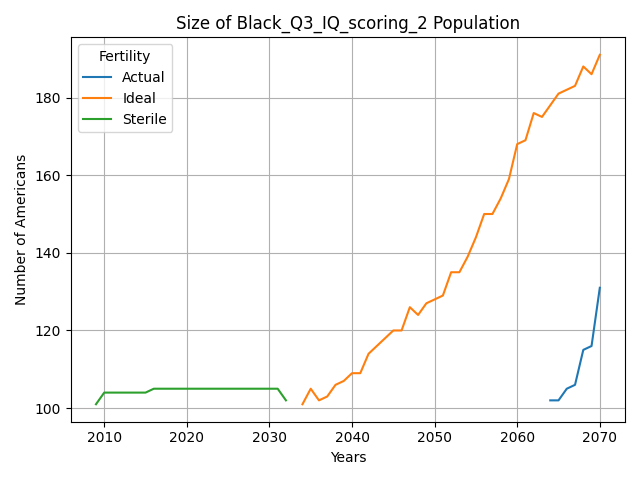 Size of Black_Q3_IQ_scoring_2 Population
Fertility
Actual
Ideal
Sterile
Number of Americans
180
160
140
120
100
2010 2020 2030 2040 2050 2060 2070
Years